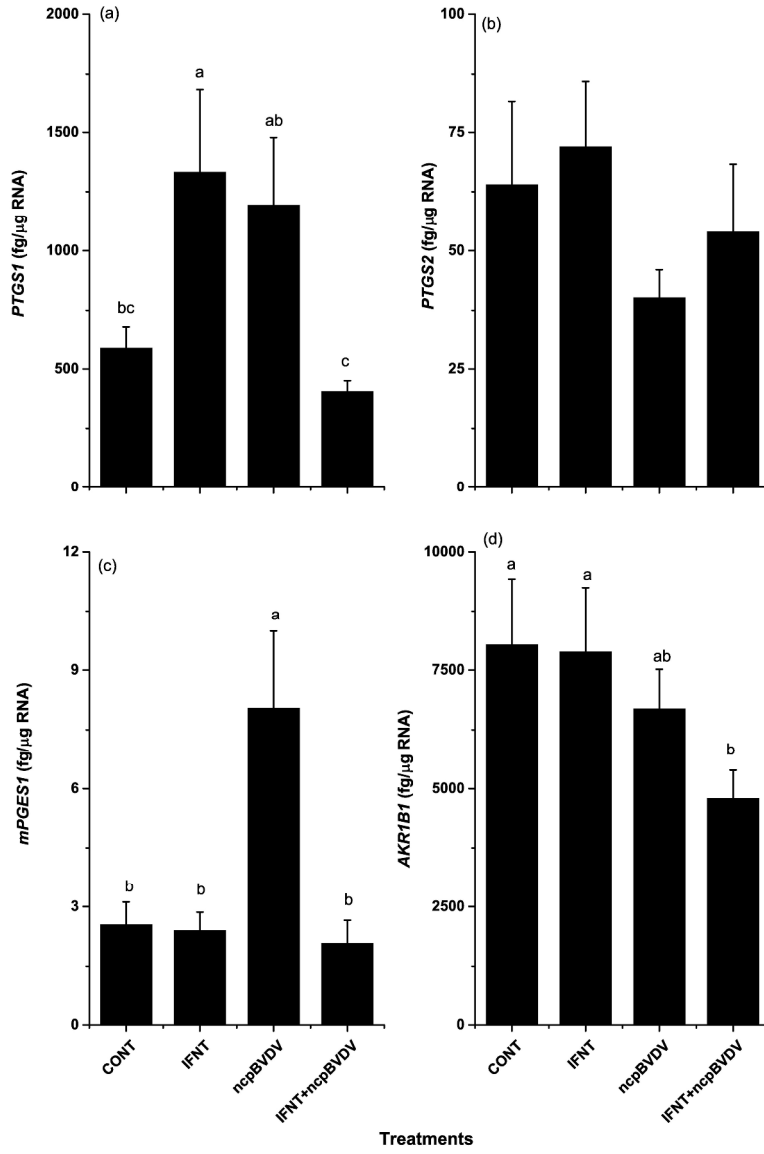 (a)
PTGS1 (fg/μg RNA)
2000
1500
1000
500
0
bc
a
ab
c
(b)
PTGS2 (fg/μg RNA)
100
75
50
25
0
(c)
mPGES1 (fg/μg RNA)
12
9
6
3
0
b
b
a
b
CONT
IFNT
ncpBVDV
IFNT+ncpBVDV
(d)
AKR1B1 (fg/μg RNA)
10000
7500
5000
2500
0
a
a
ab
b
CONT
IFNT
ncpBVDV
IFNT+ncpBVDV
Treatments